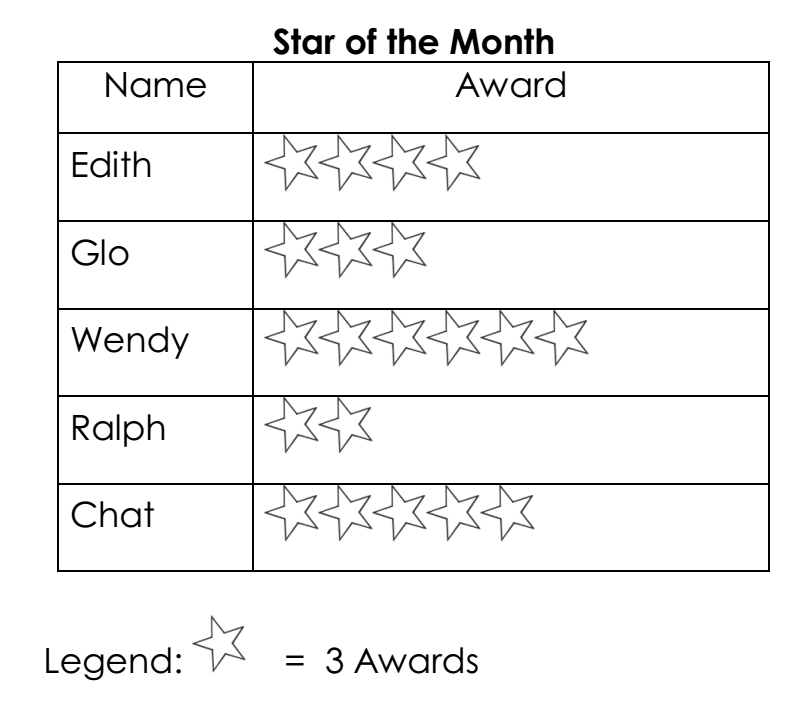 Star of the Month
Name Award
Edith
Glo
Wendy
Ralph
Chat
Legend: = 3 Awards